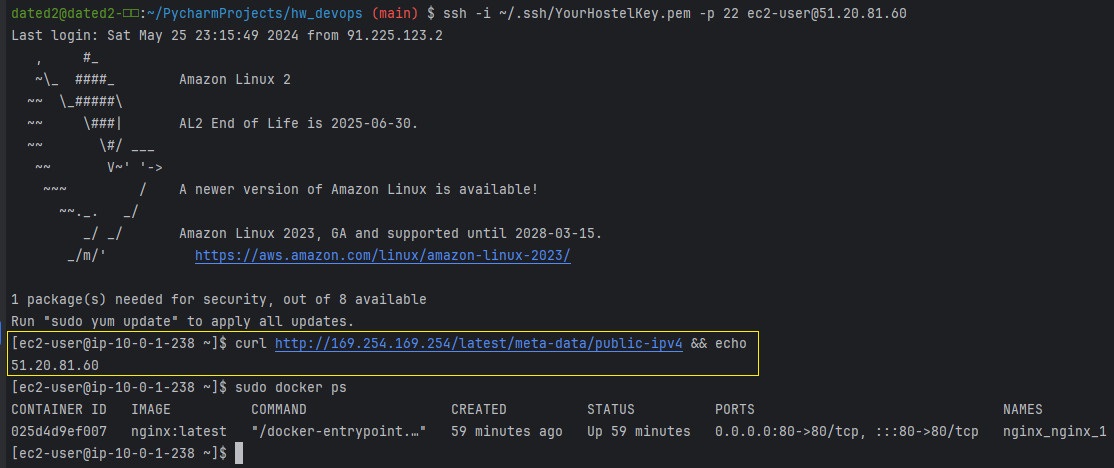 dated2@dated2-□□:~/PycharmProjects/hw_devops (main) $ ssh -i ~/.ssh/YourHostelKey.pem -p 22 ec2-user@51.20.81.60
Last login: Sat May 25 23:15:49 2024 from 91.225.123.2
   ,     #_
   ~\_  ####_        Amazon Linux 2
  ~~  \_#####\
  ~~     \###|       AL2 End of Life is 2025-06-30.
  ~~       \#/ ___
   ~~       V~' '->
    ~~~         /    A newer version of Amazon Linux is available!
      ~~._.   _/
         _/ _/       Amazon Linux 2023, GA and supported until 2028-03-15.
       _/m/'           https://aws.amazon.com/linux/amazon-linux-2023/
1 package(s) needed for security, out of 8 available
Run "sudo yum update" to apply all updates.
[ec2-user@ip-10-0-1-238 ~]$ curl http://169.254.169.254/latest/meta-data/public-ipv4 && echo
51.20.81.60
[ec2-user@ip-10-0-1-238 ~]$ sudo docker ps
CONTAINER ID   IMAGE          COMMAND                  CREATED          STATUS          PORTS                               NAMES
025d4d9ef007   nginx:latest   "/docker-entrypoint.…"   59 minutes ago   Up 59 minutes   0.0.0.0:80->80/tcp, :::80->80/tcp   nginx_nginx_1
[ec2-user@ip-10-0-1-238 ~]$